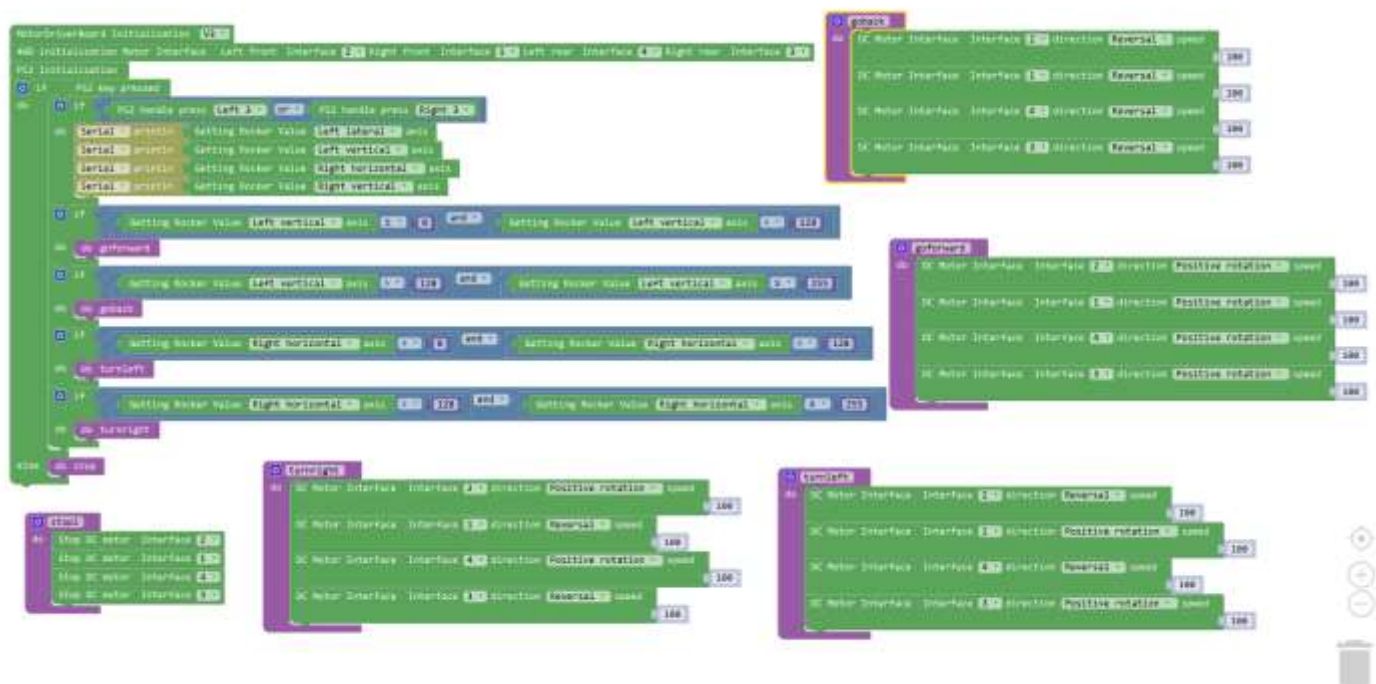 MotorDriverBoard Initialisation V2
4WD initialisation Motor Interface Left front Interface 2 Right front Interface 1 Left rear Interface 4 Right rear Interface 3
PS2 Initialisation
if PS2 key pressed
do if PS2 handle press Left 3 or PS2 handle press Right 3
do Serial println Getting Rocker Value Left lateral axis
Serial println Getting Rocker Value Left vertical axis
Serial println Getting Rocker Value Right horizontal axis
Serial println Getting Rocker Value Right vertical axis
if Getting Rocker Value Left vertical axis 0 and Getting Rocker Value Left vertical axis < 128
do do goforward
if Getting Rocker Value Left vertical axis > 128 and Getting Rocker Value Left vertical axis 255
do do goback
if Getting Rocker Value Right horizontal axis 0 and Getting Rocker Value Right horizontal axis < 128
do do turnleft
if Getting Rocker Value Right horizontal axis 128 and Getting Rocker Value Right horizontal axis 255
do do turnright
else do stop
goback
do DC Motor Interface Interface direction Reversal speed
100
DC Motor Interface Interface 1 direction Reversal speed
100
DC Motor Interface Interface 4 direction Reversal speed
100
DC Motor Interface Interface 3 direction Reversal speed
100
goforward
do DC Motor Interface Interface 2 direction Positive rotation speed
100
DC Motor Interface Interface 1 direction Positive rotation speed
100
DC Motor Interface Interface 4 direction Positive rotation speed
100
DC Motor Interface Interface 3 direction Positive rotation speed
100
do Stop DC motor Interface 2
Stop DC motor Interface 1
Stop DC motor Interface 4
Stop DC motor Interface 3
turnright
do DC Motor Interface Interface direction Positive rotation speed
100
DC Motor Interface Interface direction Reversal speed
100
DC Motor Interface Interface 4 direction Positive rotation speed
100
DC Motor Interface Interface 3 direction Reversal speed
100
turnleft
do DC Motor Interface Interface direction Reversal speed
100
DC Motor Interface Interface 1 direction Positive rotation speed
100
DC Motor Interface Interface 4 direction Reversal speed
100
DC Motor Interface Interface 3 direction Positive rotation speed
100